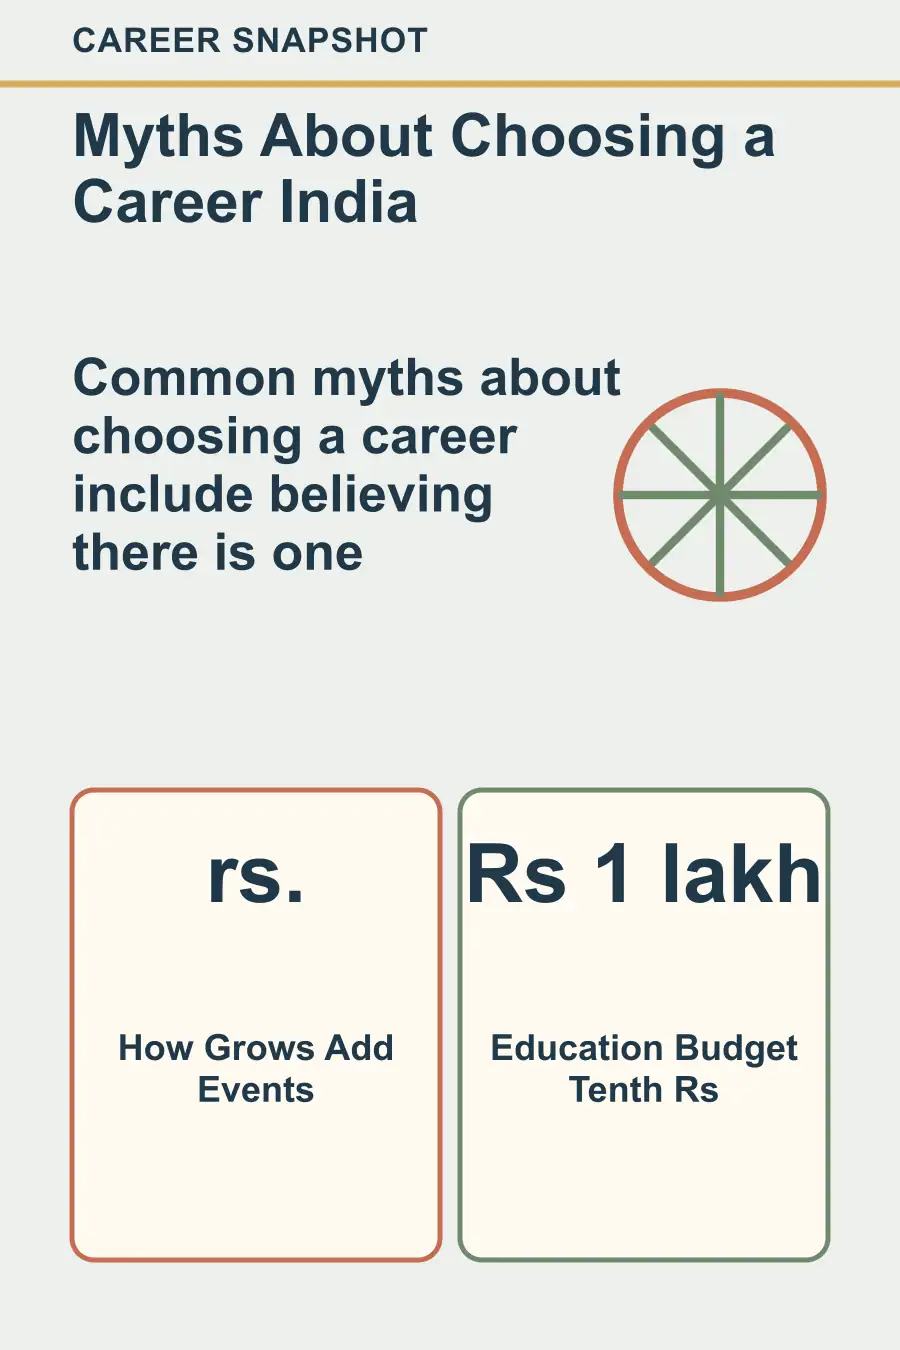 CAREER SNAPSHOT
Myths About Choosing a
Career India
Common myths about
choosing a career
include believing
there is one
rs.
How Grows Add
Events
Rs 1 lakh
Education Budget
Tenth Rs